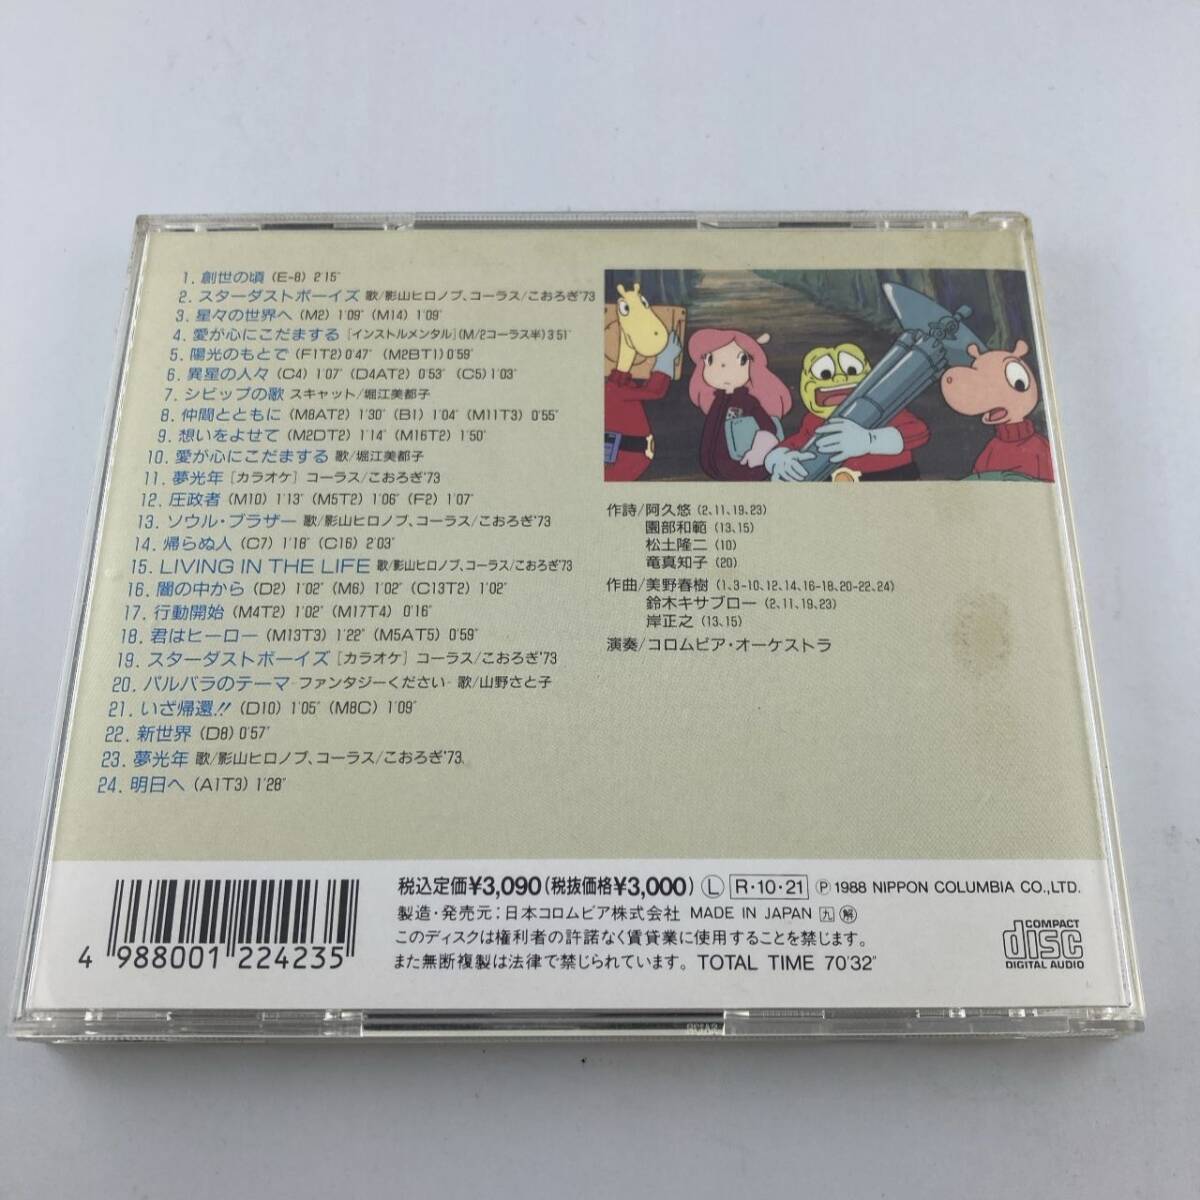 1. 創世の頃 (E-8) 2'15"
2. スターダストボーイズ 歌/影山ヒロノブ、コーラス/こおろぎ'73
3. 星々の世界へ (M2) 1'09" (M14) 1'09"
4. 愛が心にこだまする [インストルメンタル] (M/2コーラス半) 3'51"
5. 陽光のもとで (F1T2) 0'47" (M2BT1) 0'59"
6. 異星の人々 (C4) 1'07" (D4AT2) 0'53" (C5) 1'03"
7. シビップの歌 スキャット/堀江美都子
8. 仲間とともに (M8AT2) 1'30" (B1) 1'04" (M11T3) 0'55"
9. 想いをよせて (M2DT2) 1'14" (M16T2) 1'50"
10. 愛が心にこだまする 歌/堀江美都子
11. 夢光年 [カラオケ] コーラス/こおろぎ'73
12. 圧政者 (M10) 1'13" (M5T2) 1'06" (F2) 1'07"
13. ソウル・ブラザー 歌/影山ヒロノブ、コーラス/こおろぎ'73
14. 帰らぬ人 (C7) 1'18" (C16) 2'03"
15. LIVING IN THE LIFE 歌/影山ヒロノブ、コーラス/こおろぎ'73
16. 闇の中から (D2) 1'02" (M6) 1'02" (C13T2) 1'02"
17. 行動開始 (M4T2) 1'02" (M17T4) 0'16"
18. 君はヒーロー (M13T3) 1'22" (M5AT5) 0'59"
19. スターダストボーイズ [カラオケ] コーラス/こおろぎ'73
20. バルバラのテーマ -ファンタジーください- 歌/山野さと子
21. いざ帰還!! (D10) 1'05" (M8C) 1'09"
22. 新世界 (D8) 0'57"
23. 夢光年 歌/影山ヒロノブ、コーラス/こおろぎ'73
24. 明日へ (A1T3) 1'28"
作詩/阿久悠 (2、11、19、23)
園部和範 (13、15)
松土隆二 (10)
竜真知子 (20)
作曲/美野春樹 (1、3-10、12、14、16-18、20-22、24)
鈴木キサブロー (2、11、19、23)
岸正之 (13、15)
演奏/コロムビア・オーケストラ
税込定価¥3,090(税抜価格¥3,000) Ⓛ R・10・21 ℗ 1988 NIPPON COLUMBIA CO.,LTD.
製造・発売元：日本コロムビア株式会社 MADE IN JAPAN 九 解
このディスクは権利者の許諾なく賃貸業に使用することを禁じます。
また無断複製は法律で禁じられています。 TOTAL TIME 70'32"
4 988001 224235
COMPACT
disc
DIGITAL AUDIO